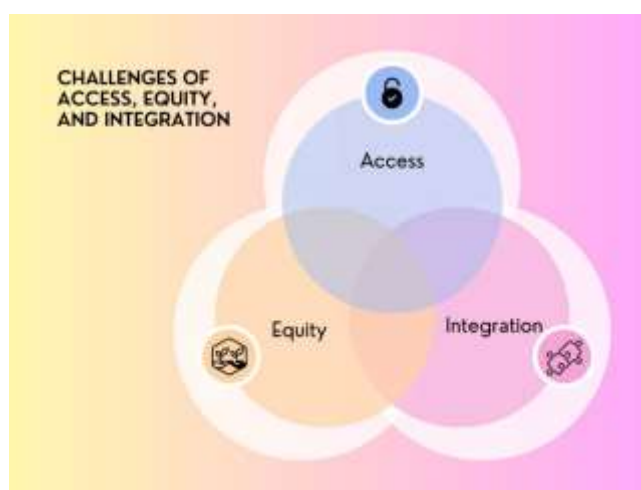 CHALLENGES OF
ACCESS, EQUITY,
AND INTEGRATION
Access
Equity
Integration